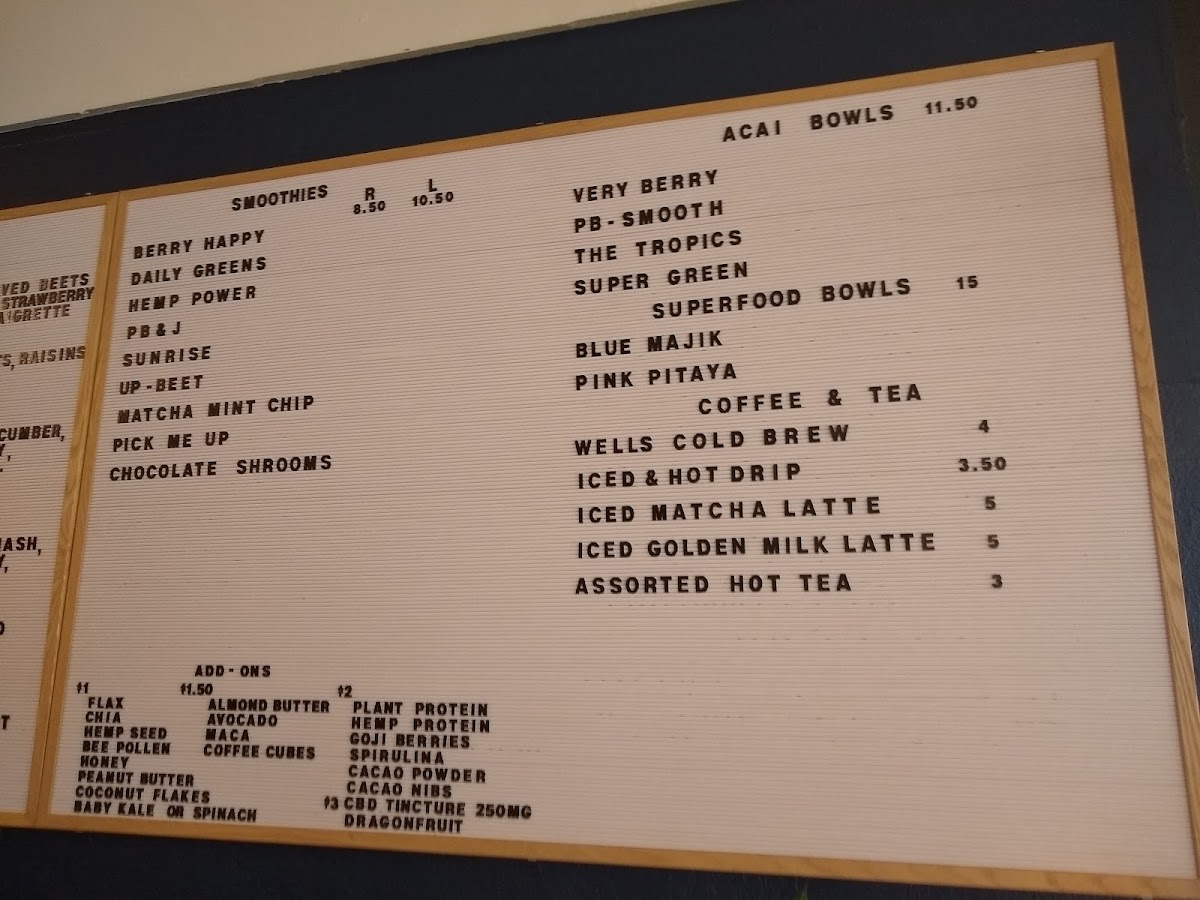 VED BEETS
STRAWBERRY
AIGRETTE
S, RAISINS
CUMBER,
ASH,
SMOOTHIES R L
8.50 10.50
BERRY HAPPY
DAILY GREENS
HEMP POWER
PB & J
SUNRISE
UP-BEET
MATCHA MINT CHIP
PICK ME UP
CHOCOLATE SHROOMS
ADD-ONS
$1
FLAX
CHIA
HEMP SEED
BEE POLLEN
HONEY
PEANUT BUTTER
COCONUT FLAKES
BABY KALE OR SPINACH
$1.50
ALMOND BUTTER
AVOCADO
MACA
COFFEE CUBES
$2
PLANT PROTEIN
HEMP PROTEIN
GOJI BERRIES
SPIRULINA
CACAO POWDER
CACAO NIBS
$3 CBD TINCTURE 250MG
DRAGONFRUIT
ACAI BOWLS 11.50
VERY BERRY
PB-SMOOTH
THE TROPICS
SUPER GREEN
SUPERFOOD BOWLS 15
BLUE MAJIK
PINK PITAYA
COFFEE & TEA
WELLS COLD BREW 4
ICED & HOT DRIP 3.50
ICED MATCHA LATTE 5
ICED GOLDEN MILK LATTE 5
ASSORTED HOT TEA 3